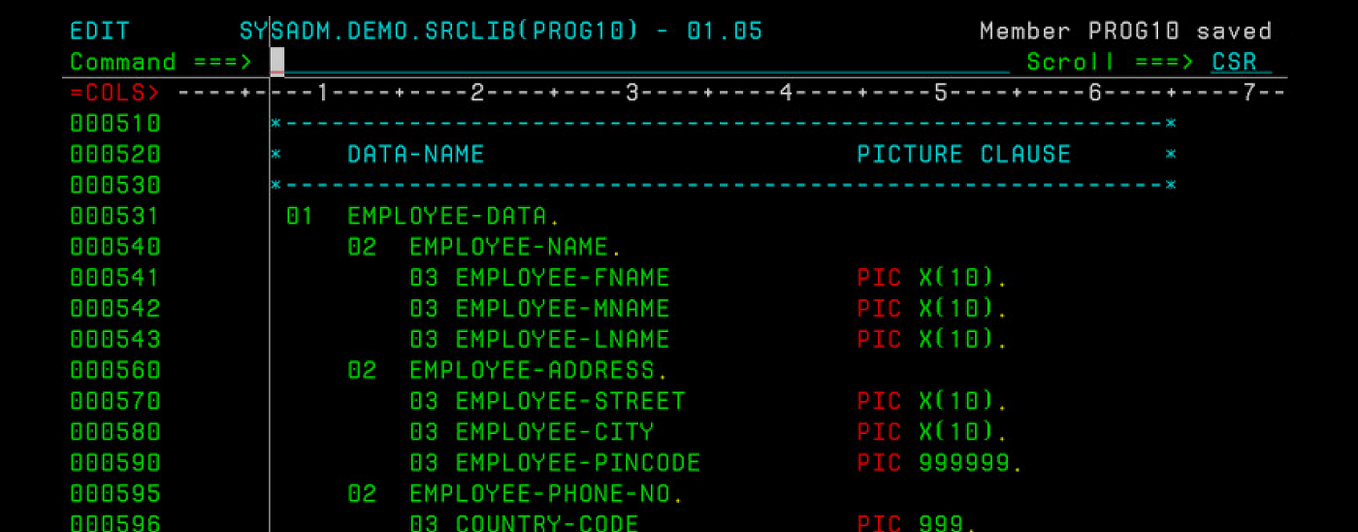 EDIT       SYSADM.DEMO.SRCLIB(PROG10) - 01.05              Member PROG10 saved
Command ===>                                                  Scroll ===> CSR
=COLS> ----+----1----+----2----+----3----+----4----+----5----+----6----+----7--
000510       *---------------------------------------------------------*
000520       *    DATA-NAME                        PICTURE CLAUSE      *
000530       *---------------------------------------------------------*
000531        01  EMPLOYEE-DATA.
000540            02  EMPLOYEE-NAME.
000541                03 EMPLOYEE-FNAME            PIC X(10).
000542                03 EMPLOYEE-MNAME            PIC X(10).
000543                03 EMPLOYEE-LNAME            PIC X(10).
000560            02  EMPLOYEE-ADDRESS.
000570                03 EMPLOYEE-STREET           PIC X(10).
000580                03 EMPLOYEE-CITY             PIC X(10).
000590                03 EMPLOYEE-PINCODE          PIC 999999.
000595            02  EMPLOYEE-PHONE-NO.
000596                03 COUNTRY-CODE              PIC 999.